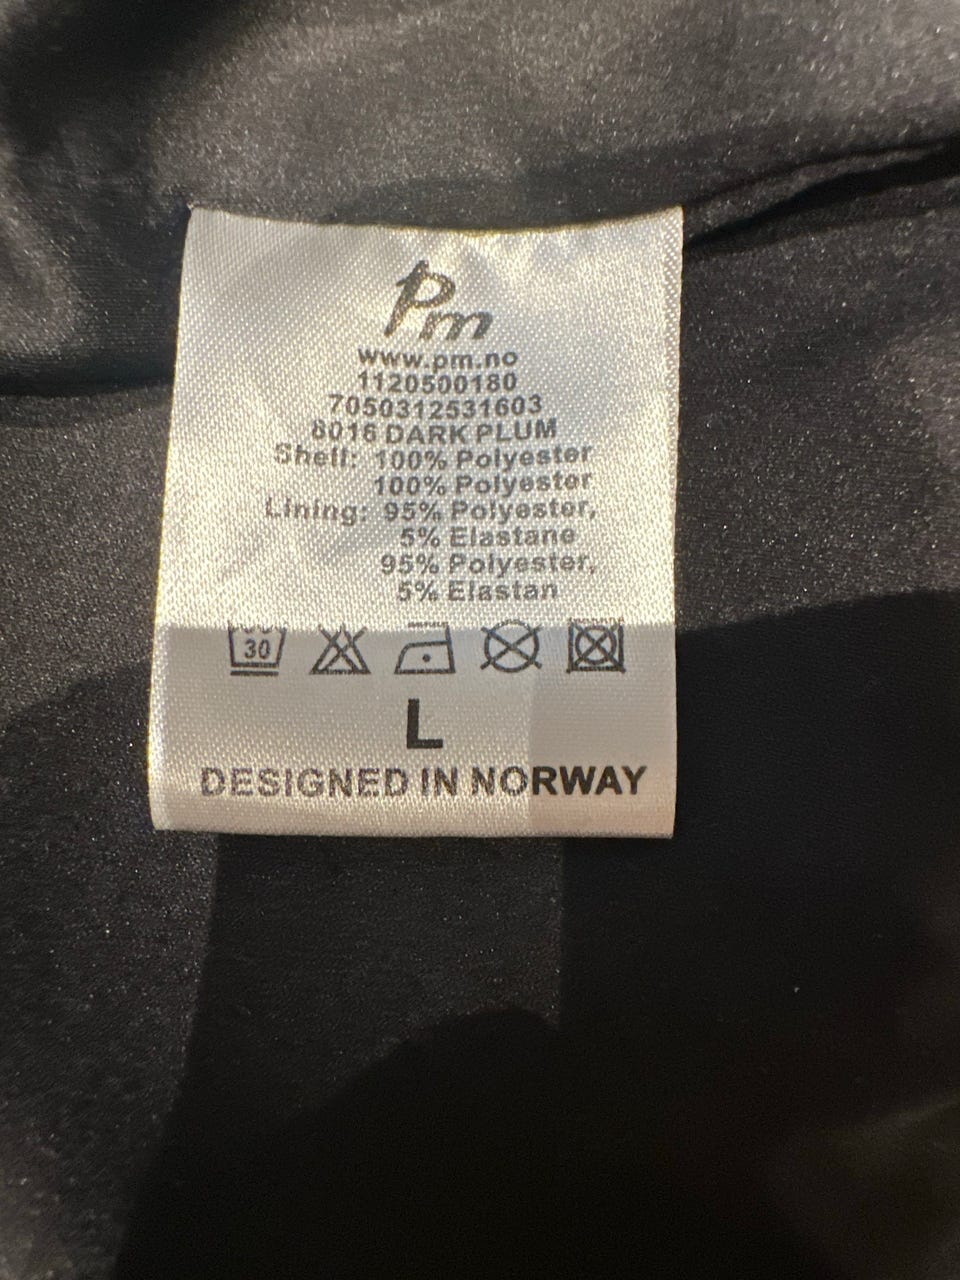 Pm
www.pm.no
1120500180
7050312531603
8016 DARK PLUM
Shell: 100% Polyester
100% Polyester
Lining: 95% Polyester,
5% Elastane
95% Polyester,
5% Elastan
30
L
DESIGNED IN NORWAY